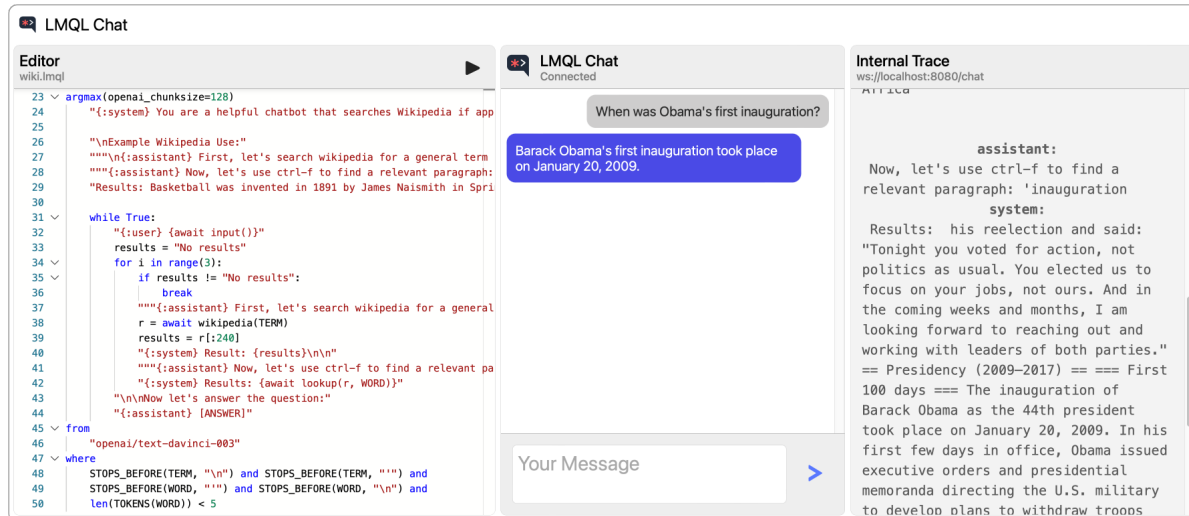 LMQL Chat
Editor
wiki.lmql
23 argmax(openai_chunksize=128)
24 "{:system} You are a helpful chatbot that searches Wikipedia if app
25
26 "\nExample Wikipedia Use:"
27 """\n{:assistant} First, let's search wikipedia for a general term
28 """{:assistant} Now, let's use ctrl-f to find a relevant paragraph:
29 "Results: Basketball was invented in 1891 by James Naismith in Spri
30
31 while True:
32 "{:user} {await input()}"
33 results = "No results"
34 for i in range(3):
35 if results != "No results":
36 break
37 """{:assistant} First, let's search wikipedia for a general
38 r = await wikipedia(TERM)
39 results = r[:240]
40 "{:system} Result: {results}\n\n"
41 """{:assistant} Now, let's use ctrl-f to find a relevant pa
42 "{:system} Results: {await lookup(r, WORD)}"
43 "\n\nNow let's answer the question:"
44 "{:assistant} [ANSWER]"
45 from
46 "openai/text-davinci-003"
47 where
48 STOPS_BEFORE(TERM, "\n") and STOPS_BEFORE(TERM, "'") and
49 STOPS_BEFORE(WORD, "'") and STOPS_BEFORE(WORD, "\n") and
50 len(TOKENS(WORD)) < 5
LMQL Chat
Connected
When was Obama's first inauguration?
Barack Obama's first inauguration took place
on January 20, 2009.
Your Message
Internal Trace
ws://localhost:8080/chat
Africa
assistant:
Now, let's use ctrl-f to find a
relevant paragraph: 'inauguration
system:
Results: his reelection and said:
"Tonight you voted for action, not
politics as usual. You elected us to
focus on your jobs, not ours. And in
the coming weeks and months, I am
looking forward to reaching out and
working with leaders of both parties."
== Presidency (2009–2017) == === First
100 days === The inauguration of
Barack Obama as the 44th president
took place on January 20, 2009. In his
first few days in office, Obama issued
executive orders and presidential
memoranda directing the U.S. military
to develop plans to withdraw troops